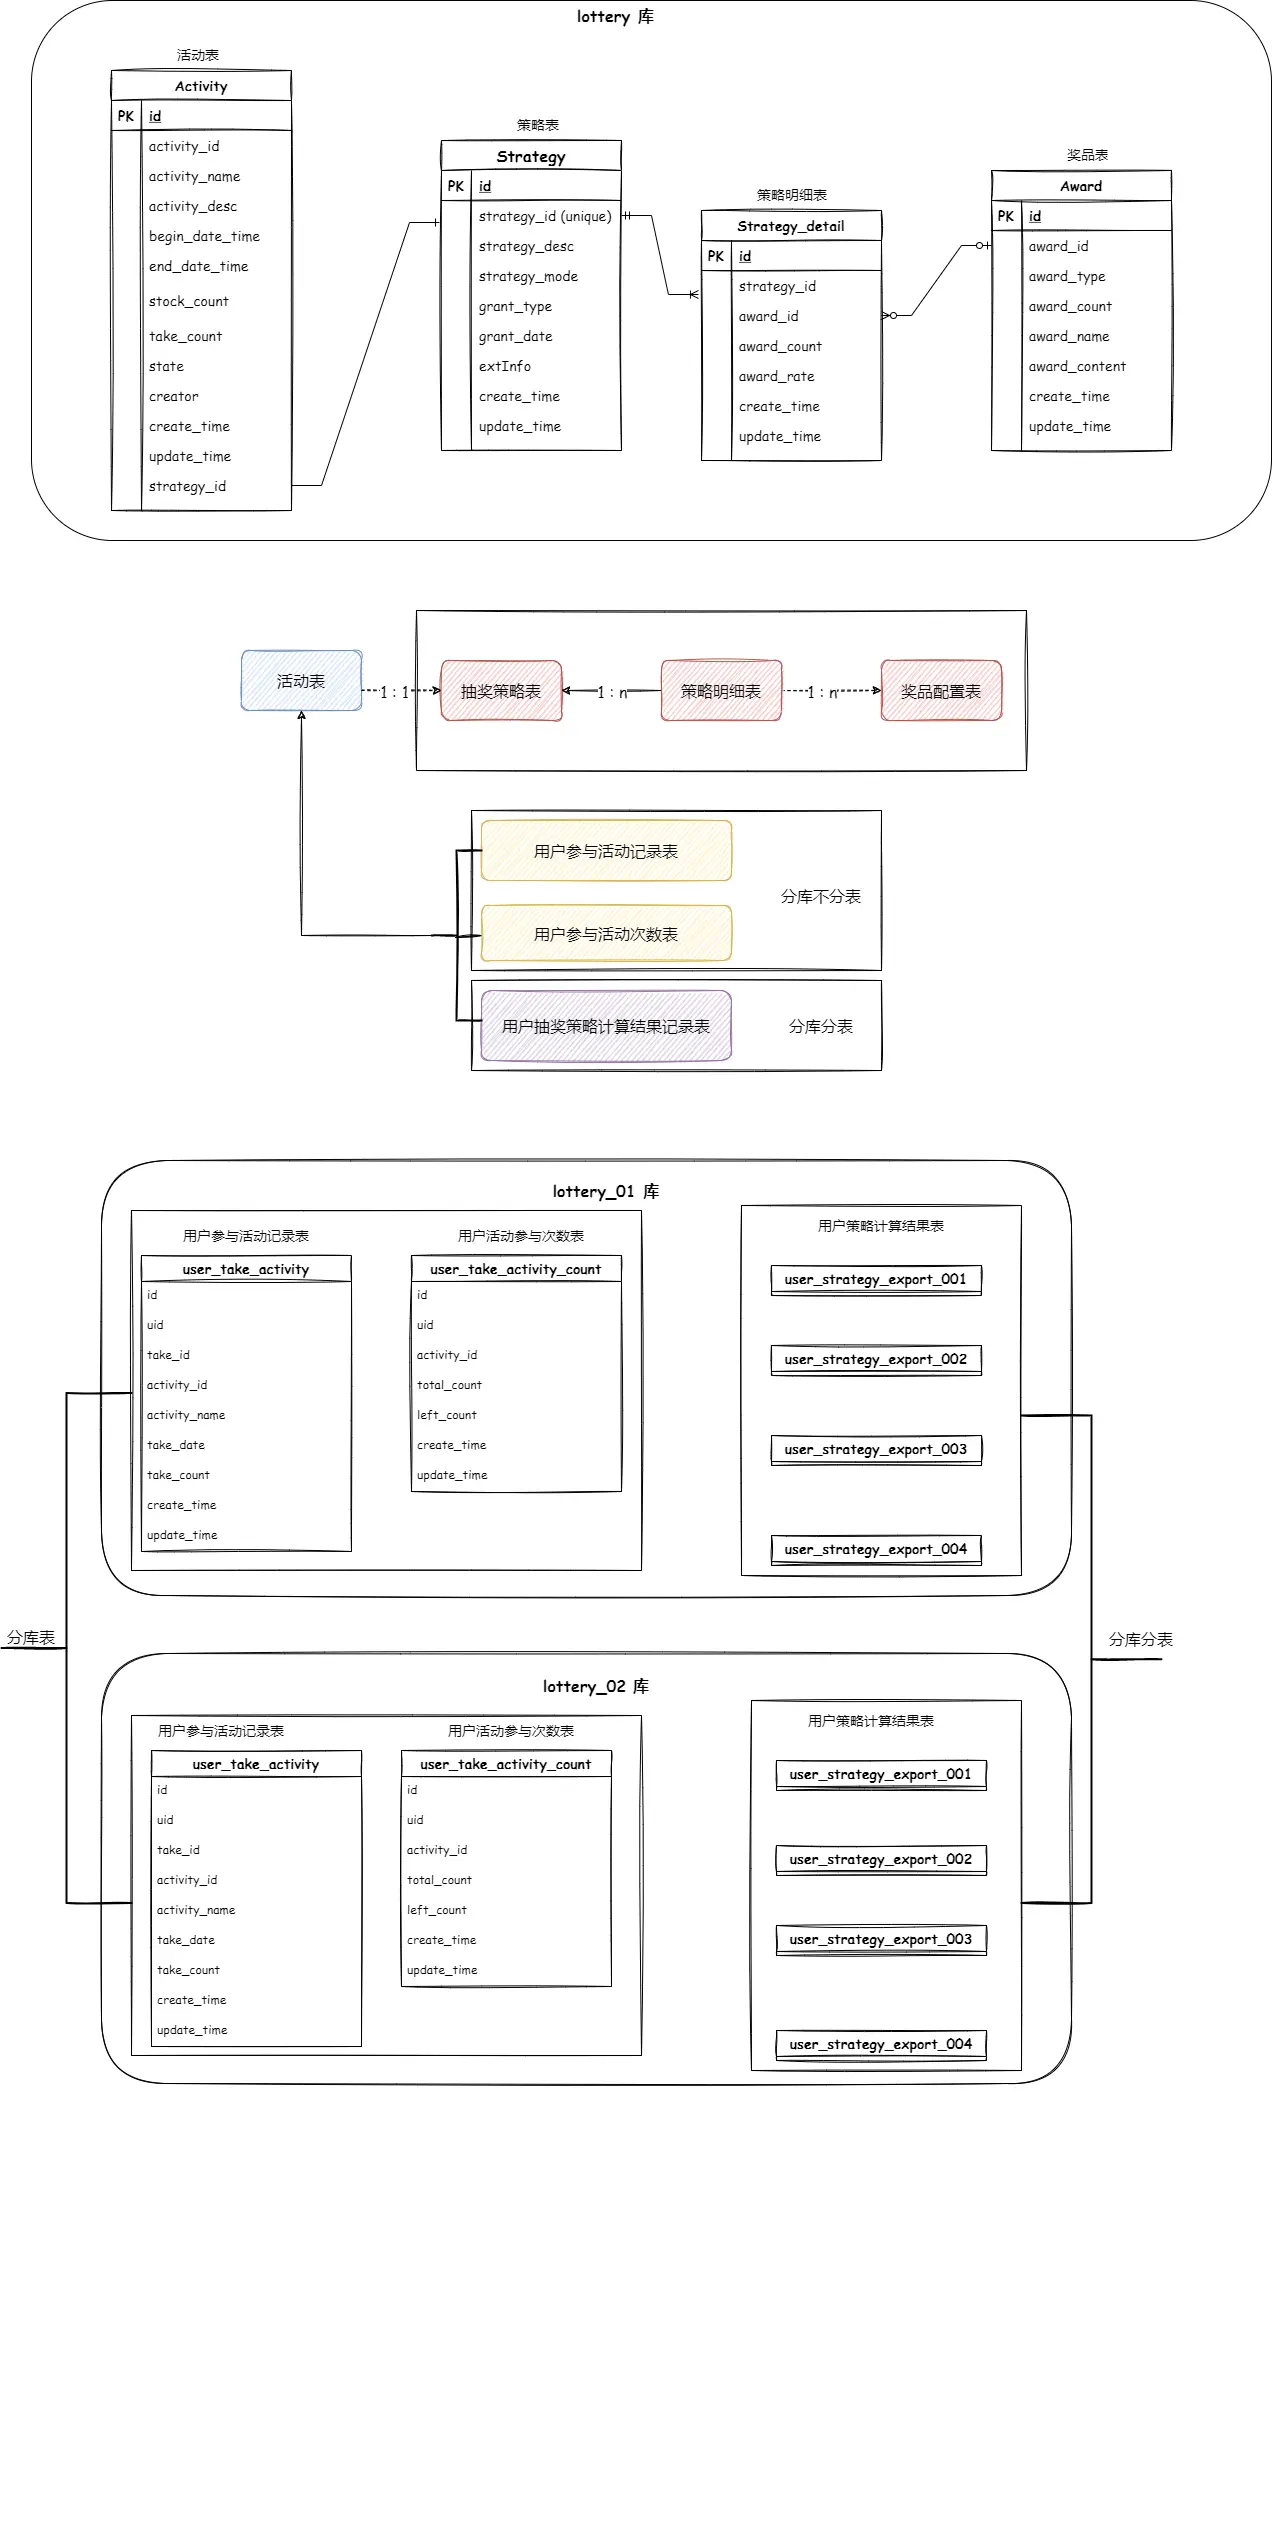 lottery 库
活动表
Activity
PK id
activity_id
activity_name
activity_desc
begin_date_time
end_date_time
stock_count
take_count
state
creator
create_time
update_time
strategy_id
策略表
Strategy
PK id
strategy_id (unique)
strategy_desc
strategy_mode
grant_type
grant_date
extInfo
create_time
update_time
策略明细表
Strategy_detail
PK id
strategy_id
award_id
award_count
award_rate
create_time
update_time
奖品表
Award
PK id
award_id
award_type
award_count
award_name
award_content
create_time
update_time
活动表
1 : 1
抽奖策略表
1 : n
策略明细表
1 : n
奖品配置表
用户参与活动记录表
用户参与活动次数表
分库不分表
用户抽奖策略计算结果记录表
分库分表
lottery_01 库
用户参与活动记录表
user_take_activity
id
uid
take_id
activity_id
activity_name
take_date
take_count
create_time
update_time
用户活动参与次数表
user_take_activity_count
id
uid
activity_id
total_count
left_count
create_time
update_time
用户策略计算结果表
user_strategy_export_001
user_strategy_export_002
user_strategy_export_003
user_strategy_export_004
分库表
分库分表
lottery_02 库
用户参与活动记录表
user_take_activity
id
uid
take_id
activity_id
activity_name
take_date
take_count
create_time
update_time
用户活动参与次数表
user_take_activity_count
id
uid
activity_id
total_count
left_count
create_time
update_time
用户策略计算结果表
user_strategy_export_001
user_strategy_export_002
user_strategy_export_003
user_strategy_export_004